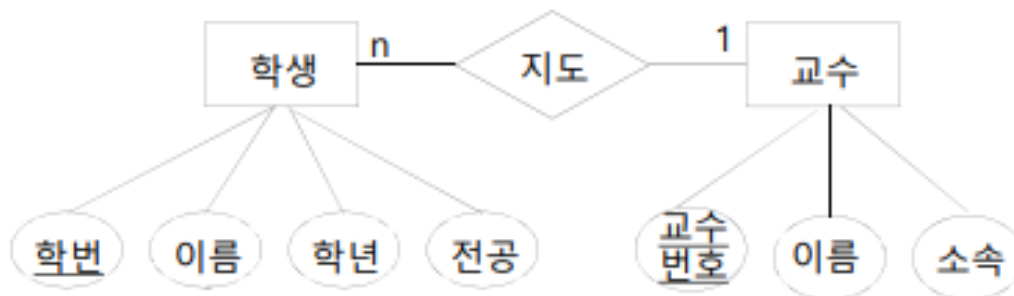 학생 n 지도 1 교수
학번 이름 학년 전공 교수 이름 소속
번호